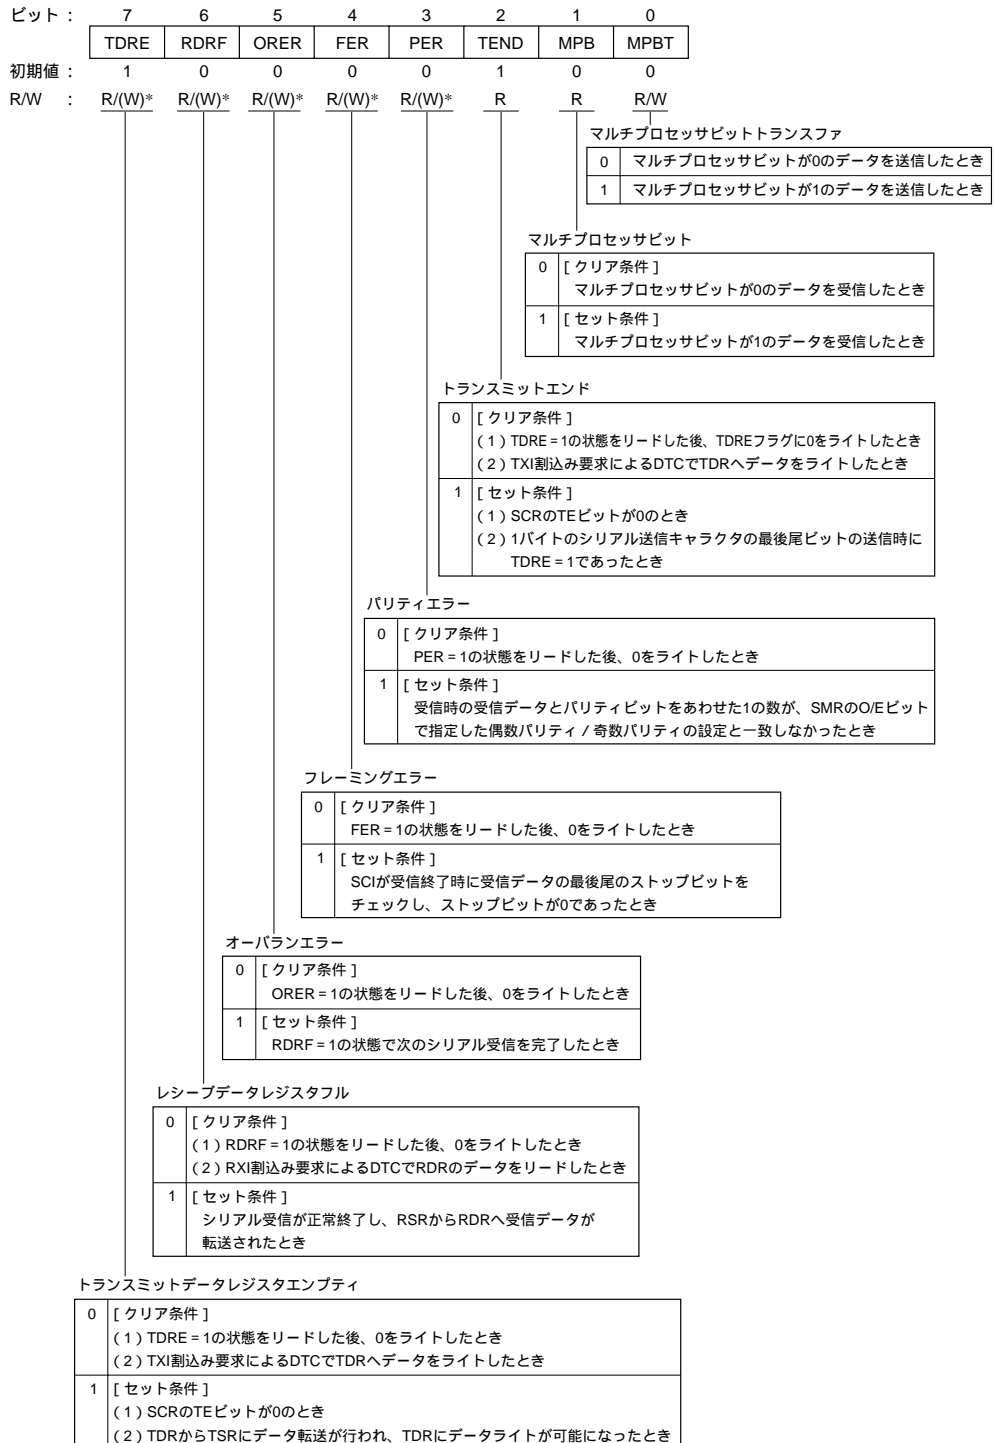 ビット : 7 6 5 4 3 2 1 0
TDRE RDRF ORER FER PER TEND MPB MPBT
初期値 : 1 0 0 0 0 1 0 0
R/W : R/(W)* R/(W)* R/(W)* R/(W)* R/(W)* R R R/W
マルチプロセッサビットトランスファ
0 マルチプロセッサビットが0のデータを送信したとき
1 マルチプロセッサビットが1のデータを送信したとき
マルチプロセッサビット
0 [クリア条件]
マルチプロセッサビットが0のデータを受信したとき
1 [セット条件]
マルチプロセッサビットが1のデータを受信したとき
トランスミットエンド
0 [クリア条件]
(1)TDRE = 1の状態をリードした後、TDREフラグに0をライトしたとき
(2)TXI割込み要求によるDTCでTDRへデータをライトしたとき
1 [セット条件]
(1)SCRのTEビットが0のとき
(2)1バイトのシリアル送信キャラクタの最後尾ビットの送信時に
TDRE = 1であったとき
パリティエラー
0 [クリア条件]
PER = 1の状態をリードした後、0をライトしたとき
1 [セット条件]
受信時の受信データとパリティビットをあわせた1の数が、SMRのO/Eビット
で指定した偶数パリティ / 奇数パリティの設定と一致しなかったとき
フレーミングエラー
0 [クリア条件]
FER = 1の状態をリードした後、0をライトしたとき
1 [セット条件]
SCIが受信終了時に受信データの最後尾のストップビットを
チェックし、ストップビットが0であったとき
オーバランエラー
0 [クリア条件]
ORER = 1の状態をリードした後、0をライトしたとき
1 [セット条件]
RDRF = 1の状態で次のシリアル受信を完了したとき
レシーブデータレジスタフル
0 [クリア条件]
(1)RDRF = 1の状態をリードした後、0をライトしたとき
(2)RXI割込み要求によるDTCでRDRのデータをリードしたとき
1 [セット条件]
シリアル受信が正常終了し、RSRからRDRへ受信データが
転送されたとき
トランスミットデータレジスタエンプティ
0 [クリア条件]
(1)TDRE = 1の状態をリードした後、0をライトしたとき
(2)TXI割込み要求によるDTCでTDRへデータをライトしたとき
1 [セット条件]
(1)SCRのTEビットが0のとき
(2)TDRからTSRにデータ転送が行われ、TDRにデータライトが可能になったとき